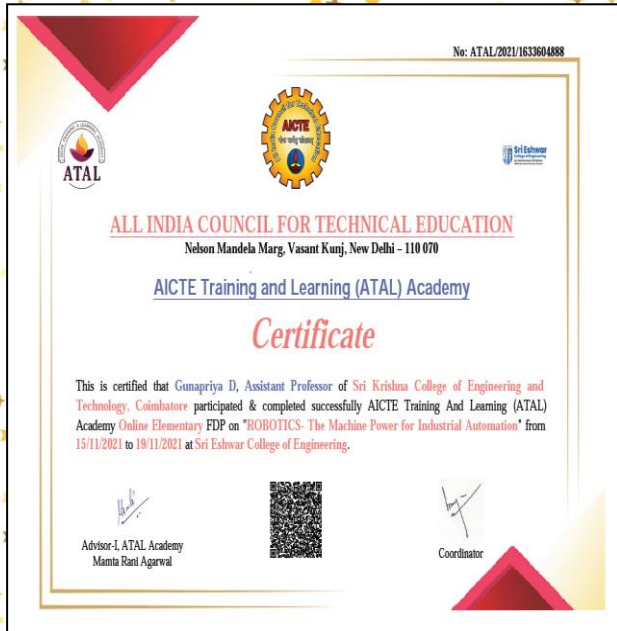 No: ATAL/2021/1633604888
AICTE
ATAL
Sri Eshwar
College of Engineering
ALL INDIA COUNCIL FOR TECHNICAL EDUCATION
Nelson Mandela Marg, Vasant Kunj, New Delhi – 110 070
AICTE Training and Learning (ATAL) Academy
Certificate
This is certified that Gunapriya D, Assistant Professor of Sri Krishna College of Engineering and
Technology, Coimbatore participated & completed successfully AICTE Training And Learning (ATAL)
Academy Online Elementary FDP on "ROBOTICS- The Machine Power for Industrial Automation" from
15/11/2021 to 19/11/2021 at Sri Eshwar College of Engineering.
Advisor-I, ATAL Academy
Mamta Rani Agarwal
Coordinator